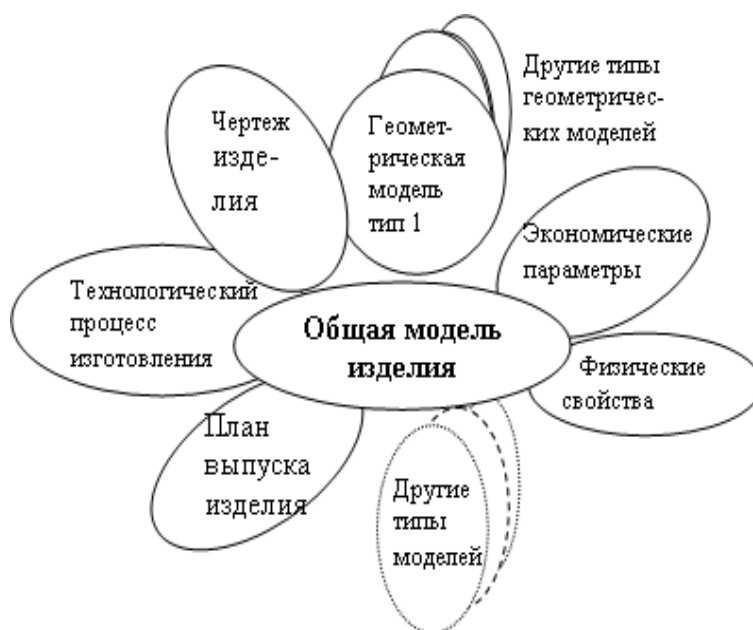 Чертеж
изде-
лия
Геомет-
рическая
модель
тип 1
Другие типы
геометричес-
ких моделей
Экономические
параметры
Технологический
процесс
изготовления
Общая модель
изделия
Физические
свойства
План
выпуска
изделия
Другие
типы
моделей